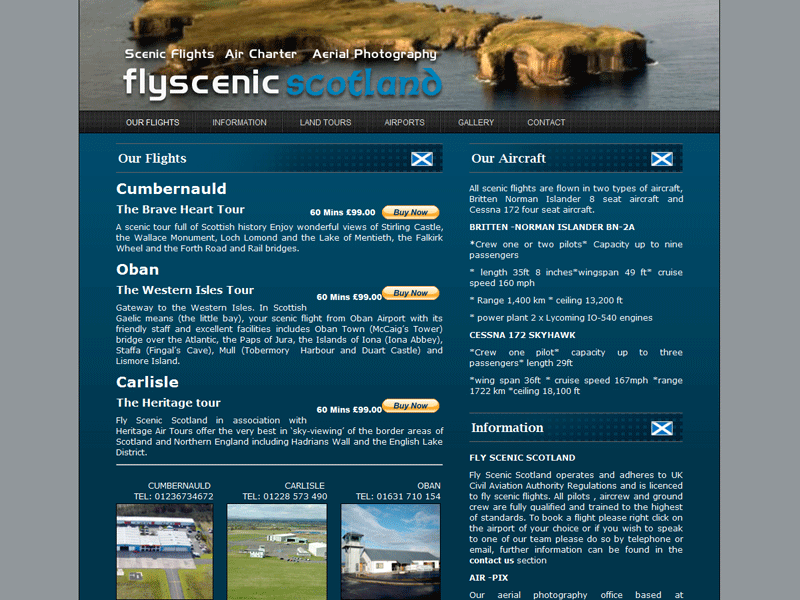 Scenic Flights Air Charter Aerial Photography
flyscenic scotland
OUR FLIGHTS INFORMATION LAND TOURS AIRPORTS GALLERY CONTACT
Our Flights
Cumbernauld
The Brave Heart Tour
60 Mins £99.00 Buy Now
A scenic tour full of Scottish history Enjoy wonderful views of Stirling Castle,
the Wallace Monument, Loch Lomond and the Lake of Mentieth, the Falkirk
Wheel and the Forth Road and Rail bridges.
Oban
The Western Isles Tour
60 Mins £99.00 Buy Now
Gateway to the Western Isles. In Scottish
Gaelic means (the little bay), your scenic flight from Oban Airport with its
friendly staff and excellent facilities includes Oban Town (McCaig's Tower)
bridge over the Atlantic, the Paps of Jura, the Islands of Iona (Iona Abbey),
Staffa (Fingal's Cave), Mull (Tobermory Harbour and Duart Castle) and
Lismore Island.
Carlisle
The Heritage tour
60 Mins £99.00 Buy Now
Fly Scenic Scotland in association with
Heritage Air Tours offer the very best in 'sky-viewing' of the border areas of
Scotland and Northern England including Hadrians Wall and the English Lake
District.
CUMBERNAULD
TEL: 01236734672
CARLISLE
TEL: 01228 573 490
OBAN
TEL: 01631 710 154
Our Aircraft
All scenic flights are flown in two types of aircraft,
Britten Norman Islander 8 seat aircraft and
Cessna 172 four seat aircraft.
BRITTEN -NORMAN ISLANDER BN-2A
*Crew one or two pilots* Capacity up to nine
passengers
* length 35ft 8 inches*wingspan 49 ft* cruise
speed 160 mph
* Range 1,400 km * ceiling 13,200 ft
* power plant 2 x Lycoming IO-540 engines
CESSNA 172 SKYHAWK
*Crew one pilot* capacity up to three
passengers* length 29ft
*wing span 36ft * cruise speed 167mph *range
1722 km *ceiling 18,100 ft
Information
FLY SCENIC SCOTLAND
Fly Scenic Scotland operates and adheres to UK
Civil Aviation Authority Regulations and is licenced
to fly scenic flights. All pilots , aircrew and ground
crew are fully qualified and trained to the highest
of standards. To book a flight please right click on
the airport of your choice or if you wish to speak
to one of our team please do so by telephone or
email, further information can be found in the
contact us section
AIR -PIX
Our aerial photography office based at